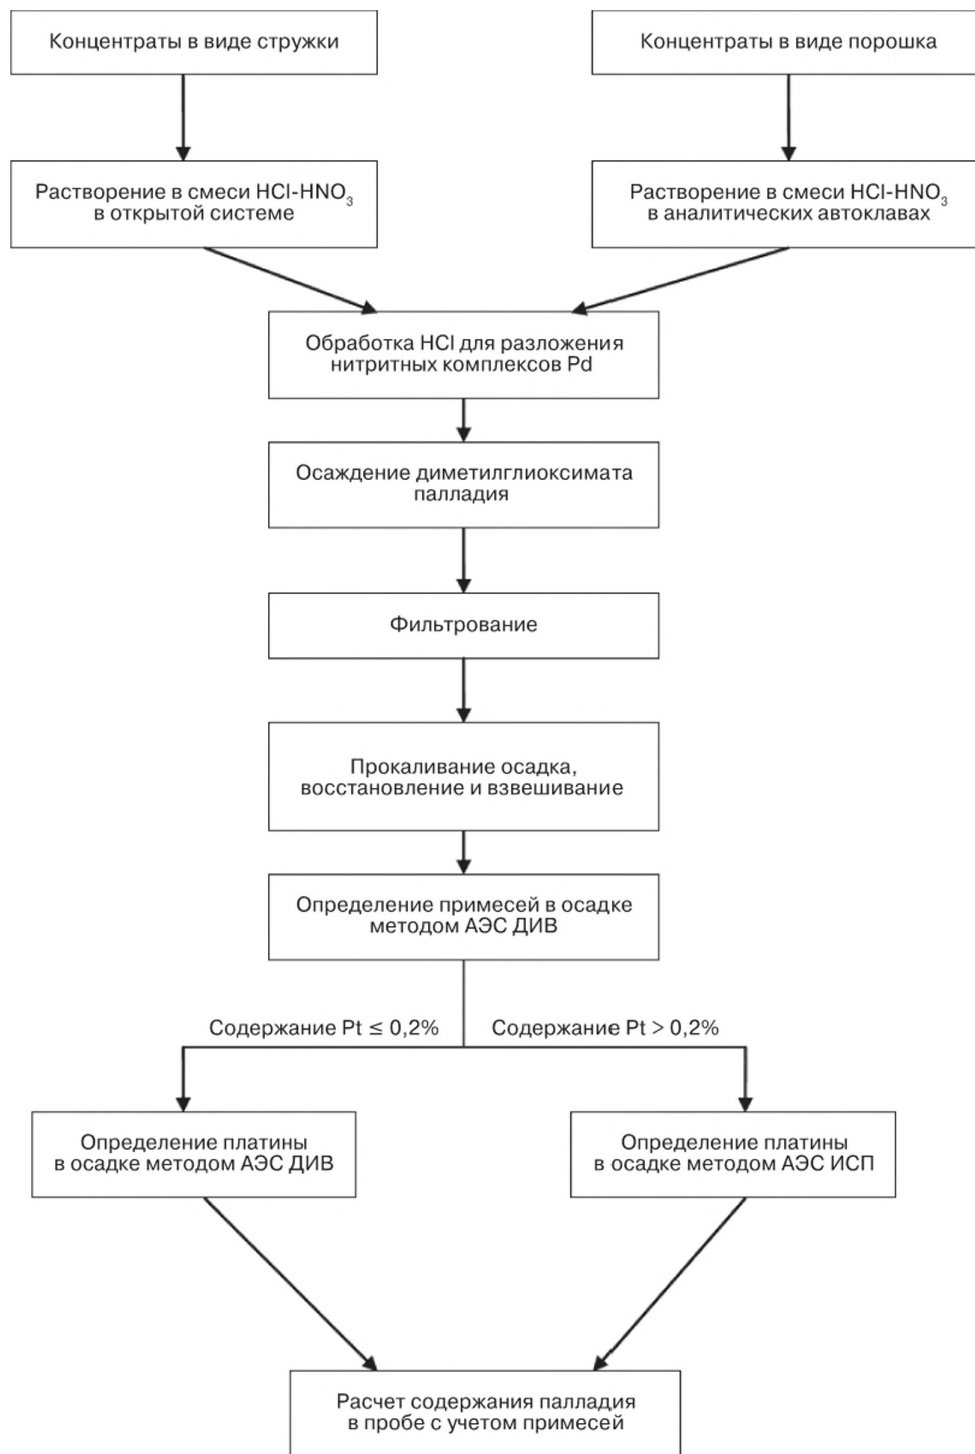 Концентраты в виде стружки
Концентраты в виде порошка
Растворение в смеси HCl-HNO₃
в открытой системе
Растворение в смеси HCl-HNO₃
в аналитических автоклавах
Обработка HCl для разложения
нитритных комплексов Pd
Осаждение диметилглиоксимата
палладия
Фильтрование
Прокаливание осадка,
восстановление и взвешивание
Определение примесей в осадке
методом АЭС ДИВ
Содержание Pt ≤ 0,2%
Содержание Pt > 0,2%
Определение платины
в осадке методом АЭС ДИВ
Определение платины
в осадке методом АЭС ИСП
Расчет содержания палладия
в пробе с учетом примесей